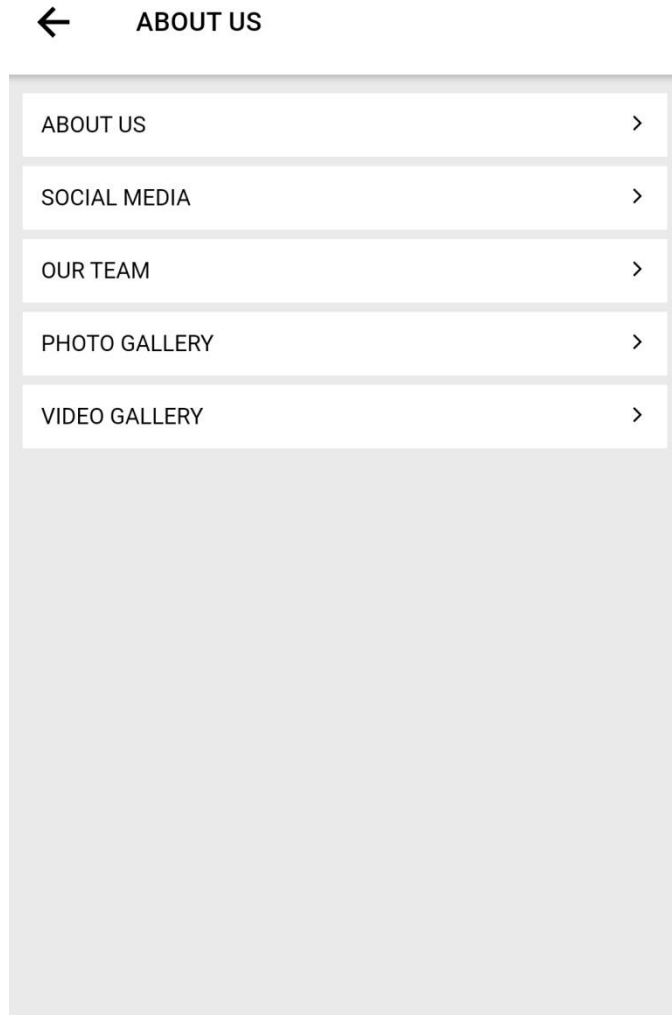 ABOUT US
ABOUT US
SOCIAL MEDIA
OUR TEAM
PHOTO GALLERY
VIDEO GALLERY